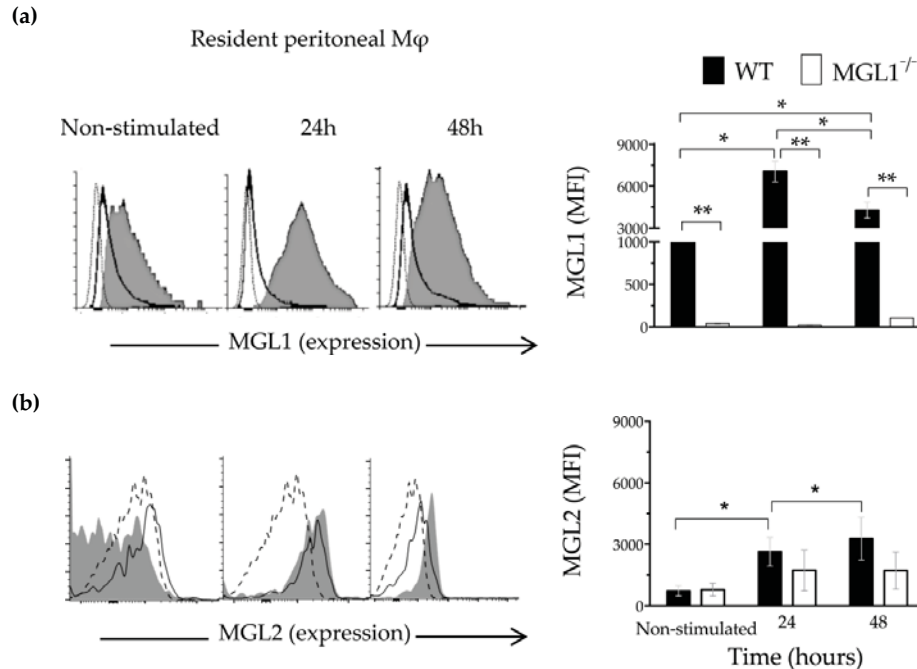 (a)
Resident peritoneal Mφ
Non-stimulated 24h 48h
MGL1 (expression)
WT MGL1⁻/⁻
*
* * **
** **
9000
6000
3000
1000
500
0
MGL1 (MFI)
(b)
MGL2 (expression)
9000
6000
3000
0
MGL2 (MFI)
* *
Non-stimulated 24 48
Time (hours)